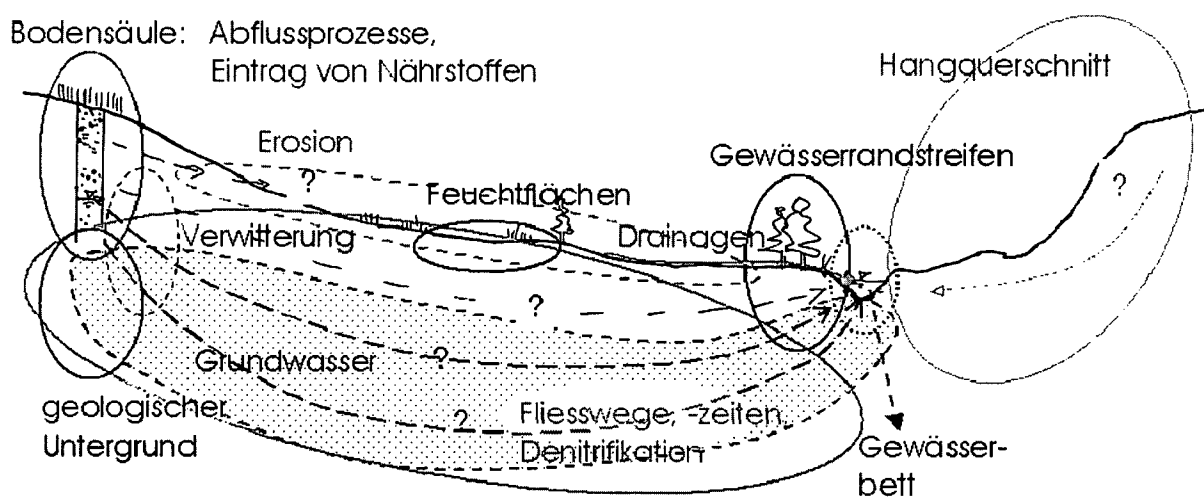 Bodensäule: Abflussprozesse,
Eintrag von Nährstoffen
Hangquerschnitt
Erosion
?
Gewässerrandstreifen
?
Feuchtflächen
Verwitterung
Drainagen
?
Grundwasser
?
geologischer
Untergrund
?
Fliesswege, -zeiten,
Denitrifikation
Gewässer-
bett